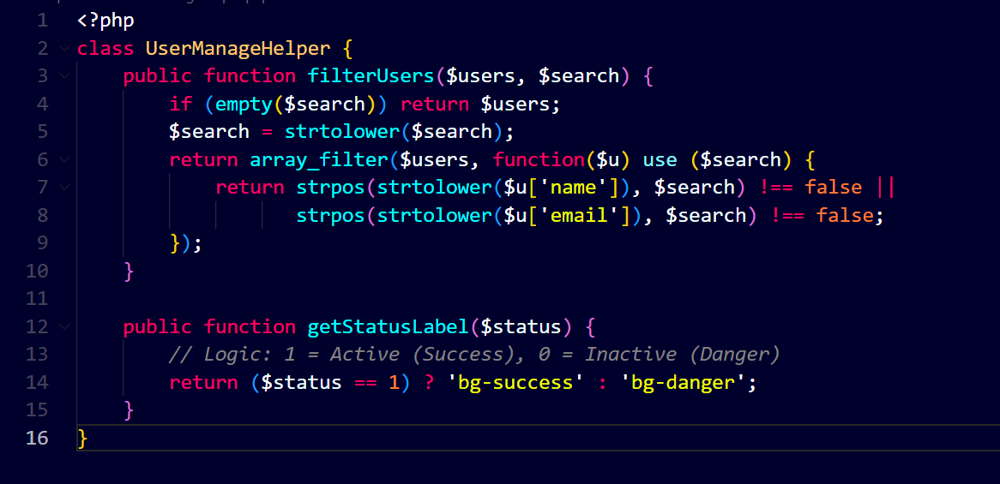 1 <?php
2 class UserManageHelper {
3     public function filterUsers($users, $search) {
4         if (empty($search)) return $users;
5         $search = strtolower($search);
6         return array_filter($users, function($u) use ($search) {
7             return strpos(strtolower($u['name']), $search) !== false ||
8                    strpos(strtolower($u['email']), $search) !== false;
9         });
10     }
11
12     public function getStatusLabel($status) {
13         // Logic: 1 = Active (Success), 0 = Inactive (Danger)
14         return ($status == 1) ? 'bg-success' : 'bg-danger';
15     }
16 }